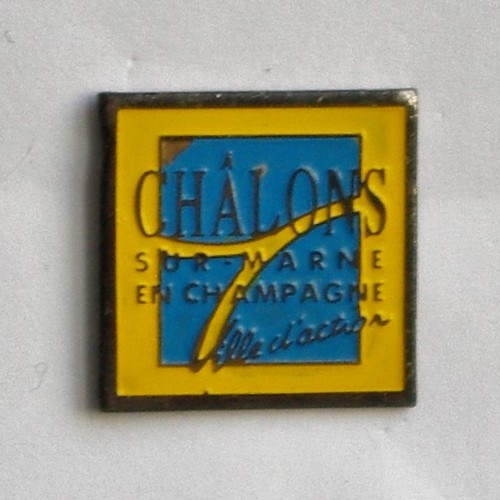 CHÂLONS
SUR-MARNE
EN CHAMPAGNE
Ville d'action